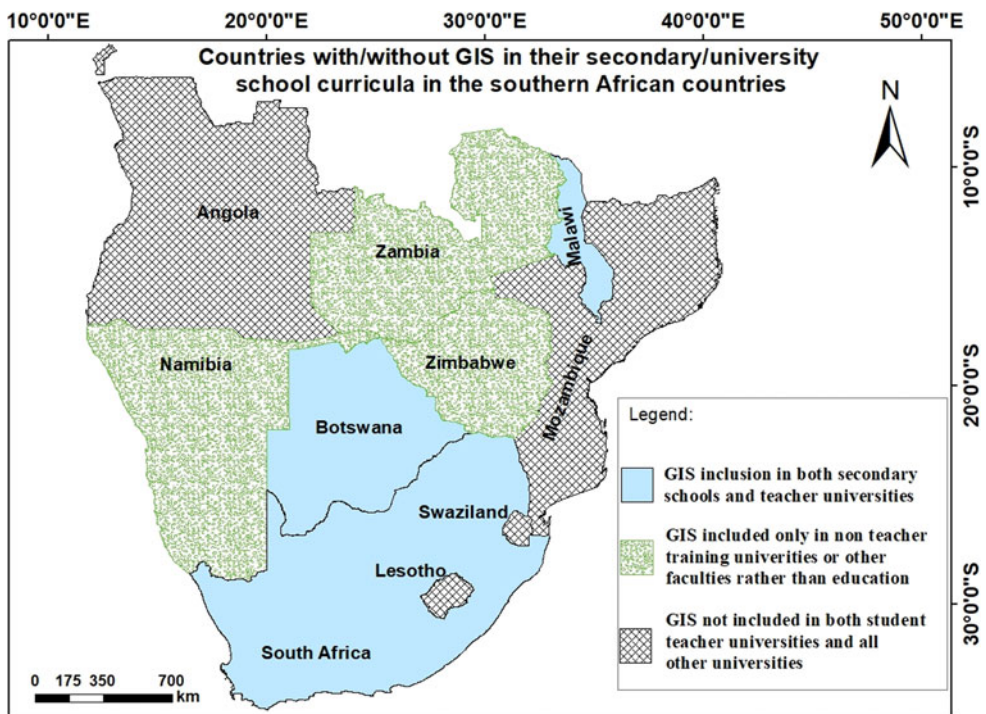 10°0'0"E 20°0'0"E 30°0'0"E 40°0'0"E 50°0'0"E
Countries with/without GIS in their secondary/university
school curricula in the southern African countries
N
10°0'0"S
Angola
Malawi
Zambia
Namibia
Zimbabwe
Mozambique
20°0'0"S
Botswana
Legend:
GIS inclusion in both secondary
schools and teacher universities
Swaziland
GIS included only in non teacher
training univerities or other
faculties rather than education
Lesotho
30°0'0"S
GIS not included in both student
teacher universities and all
other universities
South Africa
0 175 350 700
km